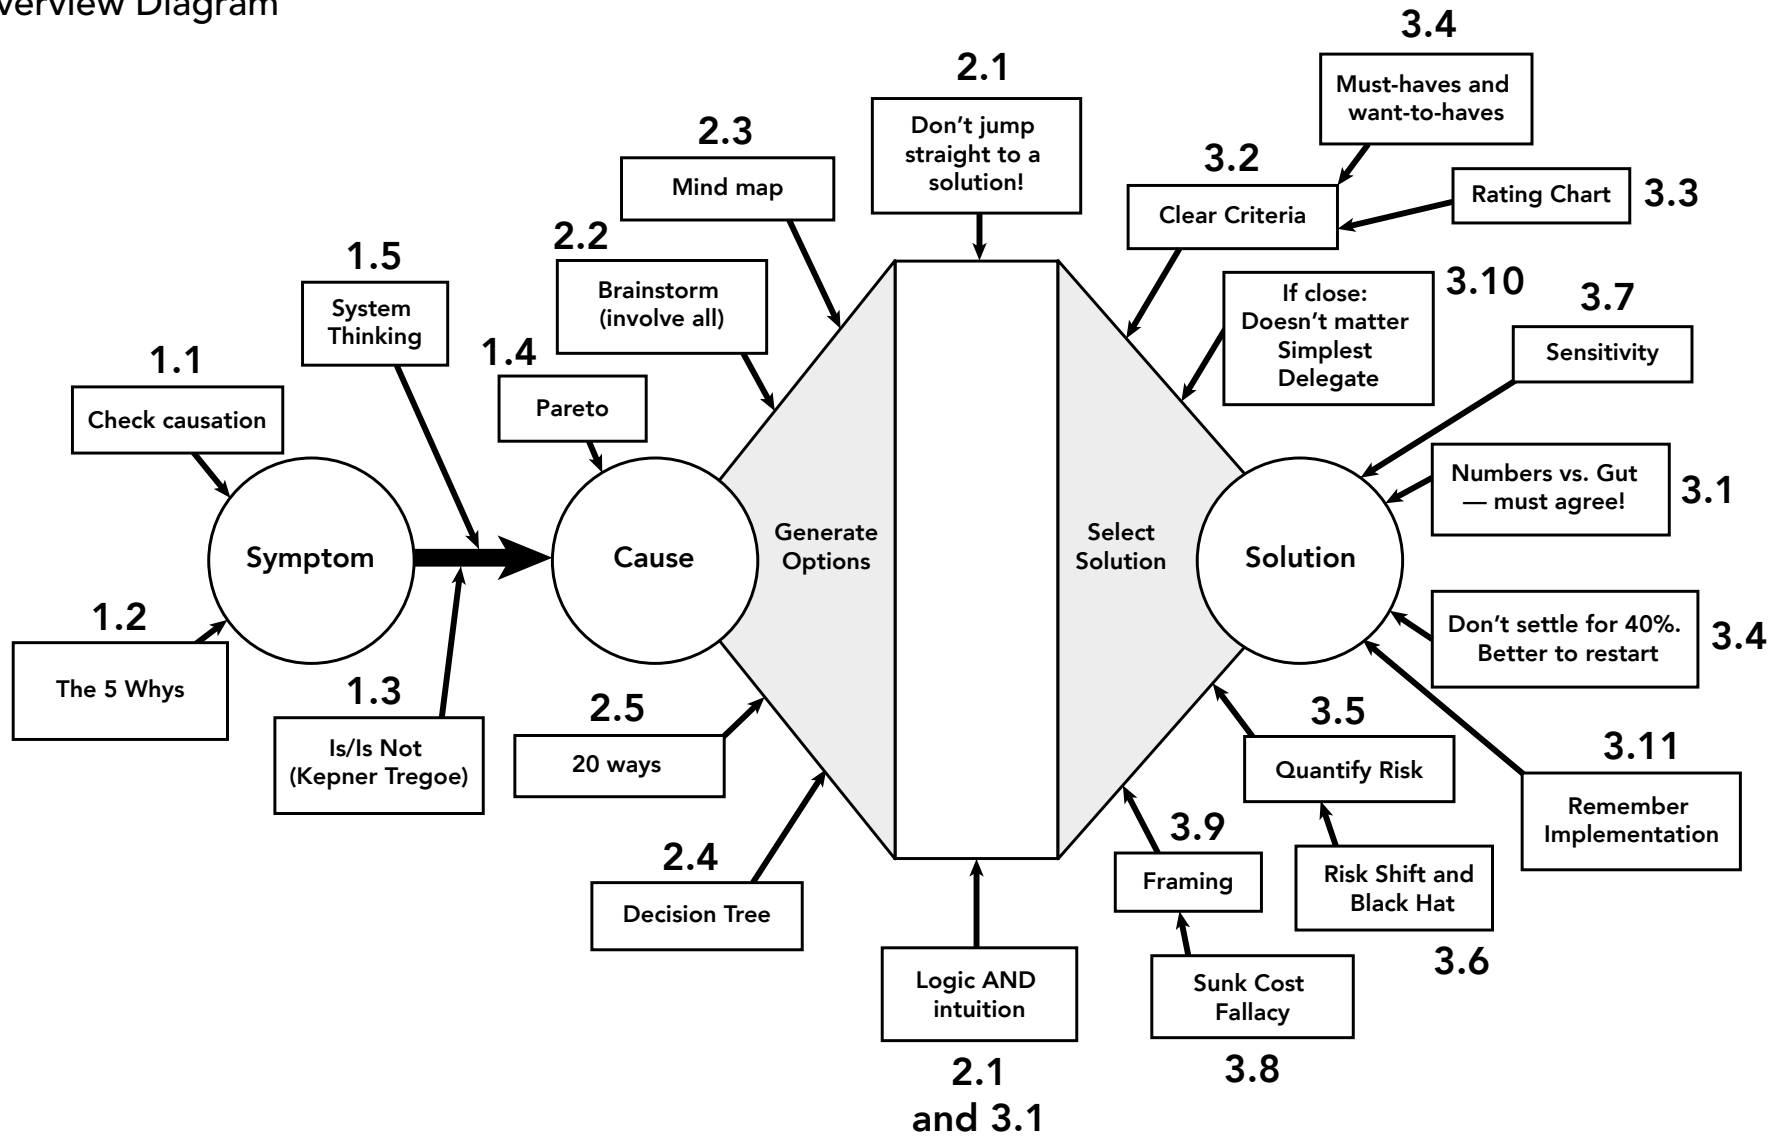 verview Diagram
3.4
Must-haves and
want-to-haves
2.1
Don't jump
straight to a
solution!
2.3
Mind map
3.2
Clear Criteria
Rating Chart
3.3
2.2
Brainstorm
(involve all)
1.5
System
Thinking
3.10
If close:
Doesn't matter
Simplest
Delegate
3.7
Sensitivity
1.4
Pareto
1.1
Check causation
Numbers vs. Gut
— must agree!
3.1
Symptom
Cause
Generate
Options
Select
Solution
Solution
1.2
The 5 Whys
Don't settle for 40%.
Better to restart
3.4
1.3
Is/Is Not
(Kepner Tregoe)
2.5
20 ways
3.5
Quantify Risk
3.11
Remember
Implementation
2.4
Decision Tree
3.9
Framing
Risk Shift and
Black Hat
3.6
Logic AND
intuition
2.1
and 3.1
Sunk Cost
Fallacy
3.8